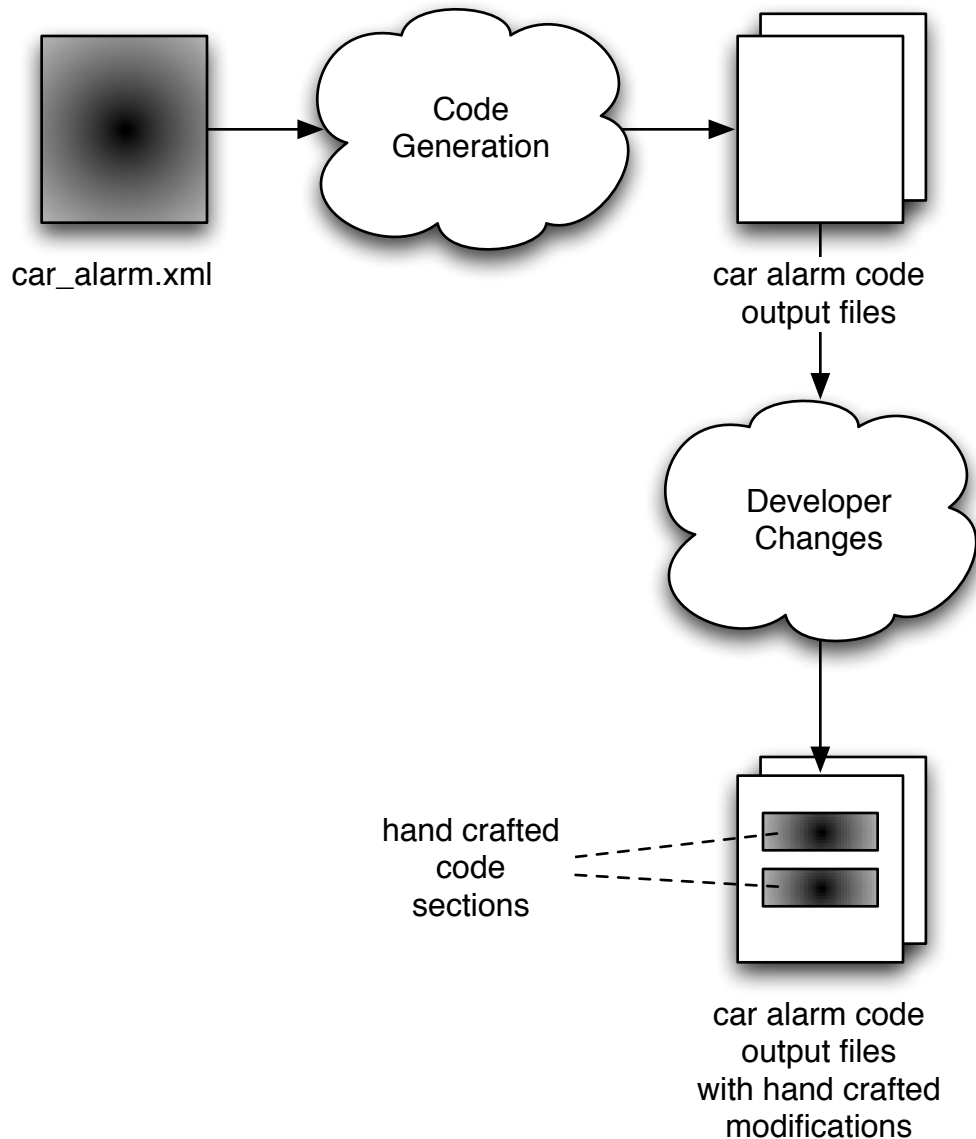 Code
Generation
car_alarm.xml
car alarm code
output files
Developer
Changes
hand crafted
code
sections
car alarm code
output files
with hand crafted
modifications